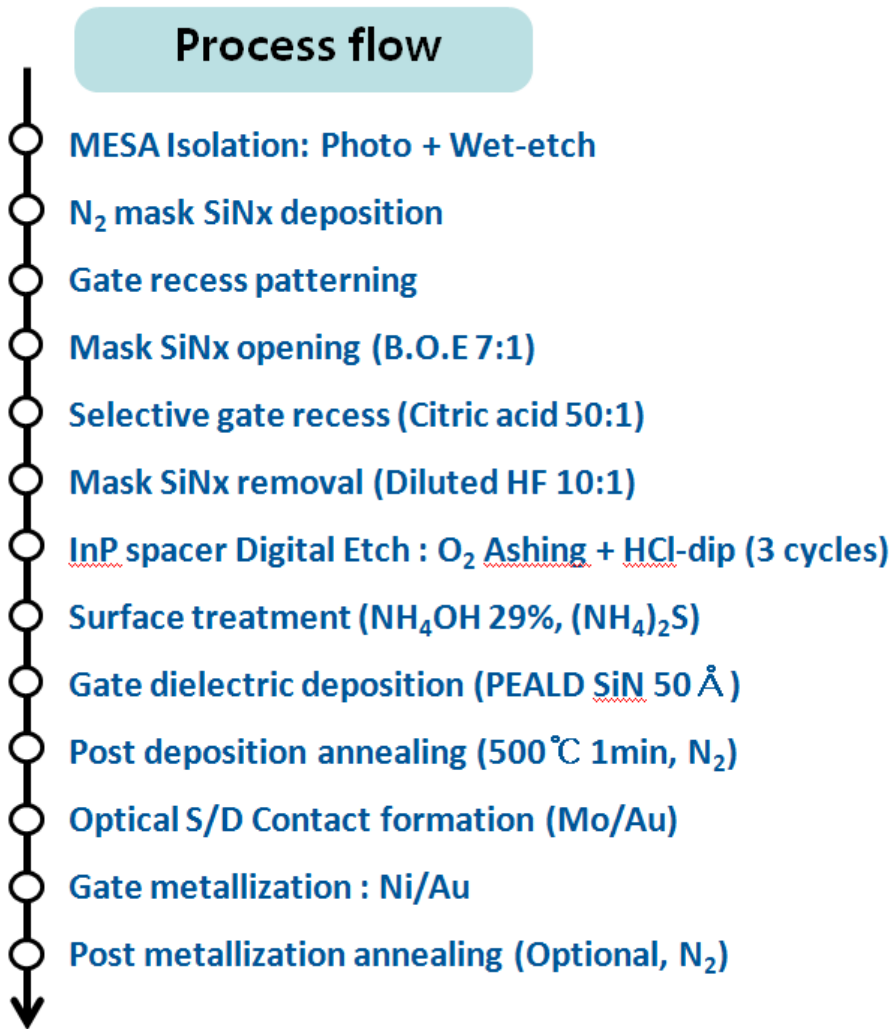 Process flow
MESA Isolation: Photo + Wet-etch
N₂ mask SiNx deposition
Gate recess patterning
Mask SiNx opening (B.O.E 7:1)
Selective gate recess (Citric acid 50:1)
Mask SiNx removal (Diluted HF 10:1)
InP spacer Digital Etch : O₂ Ashing + HCl-dip (3 cycles)
Surface treatment (NH₄OH 29%, (NH₄)₂S)
Gate dielectric deposition (PEALD SiN 50 Å)
Post deposition annealing (500℃ 1min, N₂)
Optical S/D Contact formation (Mo/Au)
Gate metallization : Ni/Au
Post metallization annealing (Optional, N₂)